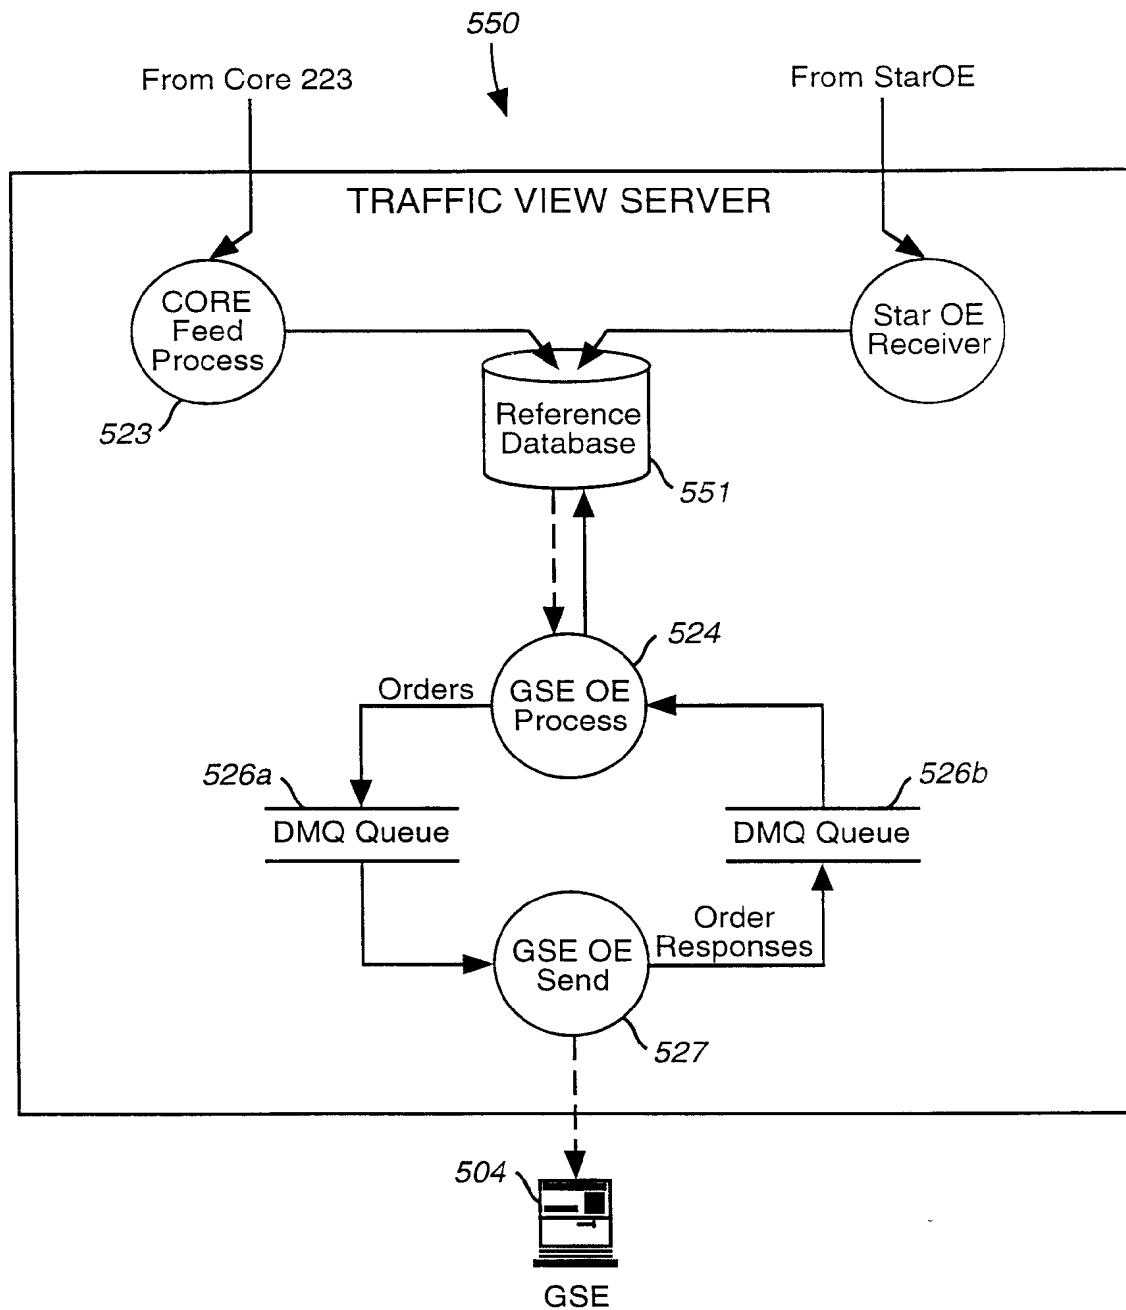 550
From Core 223
From StarOE
TRAFFIC VIEW SERVER
CORE
Feed
Process
523
Star OE
Receiver
Reference
Database
551
524
GSE OE
Process
Orders
526a
DMQ Queue
526b
DMQ Queue
GSE OE
Send
Order
Responses
527
504
GSE